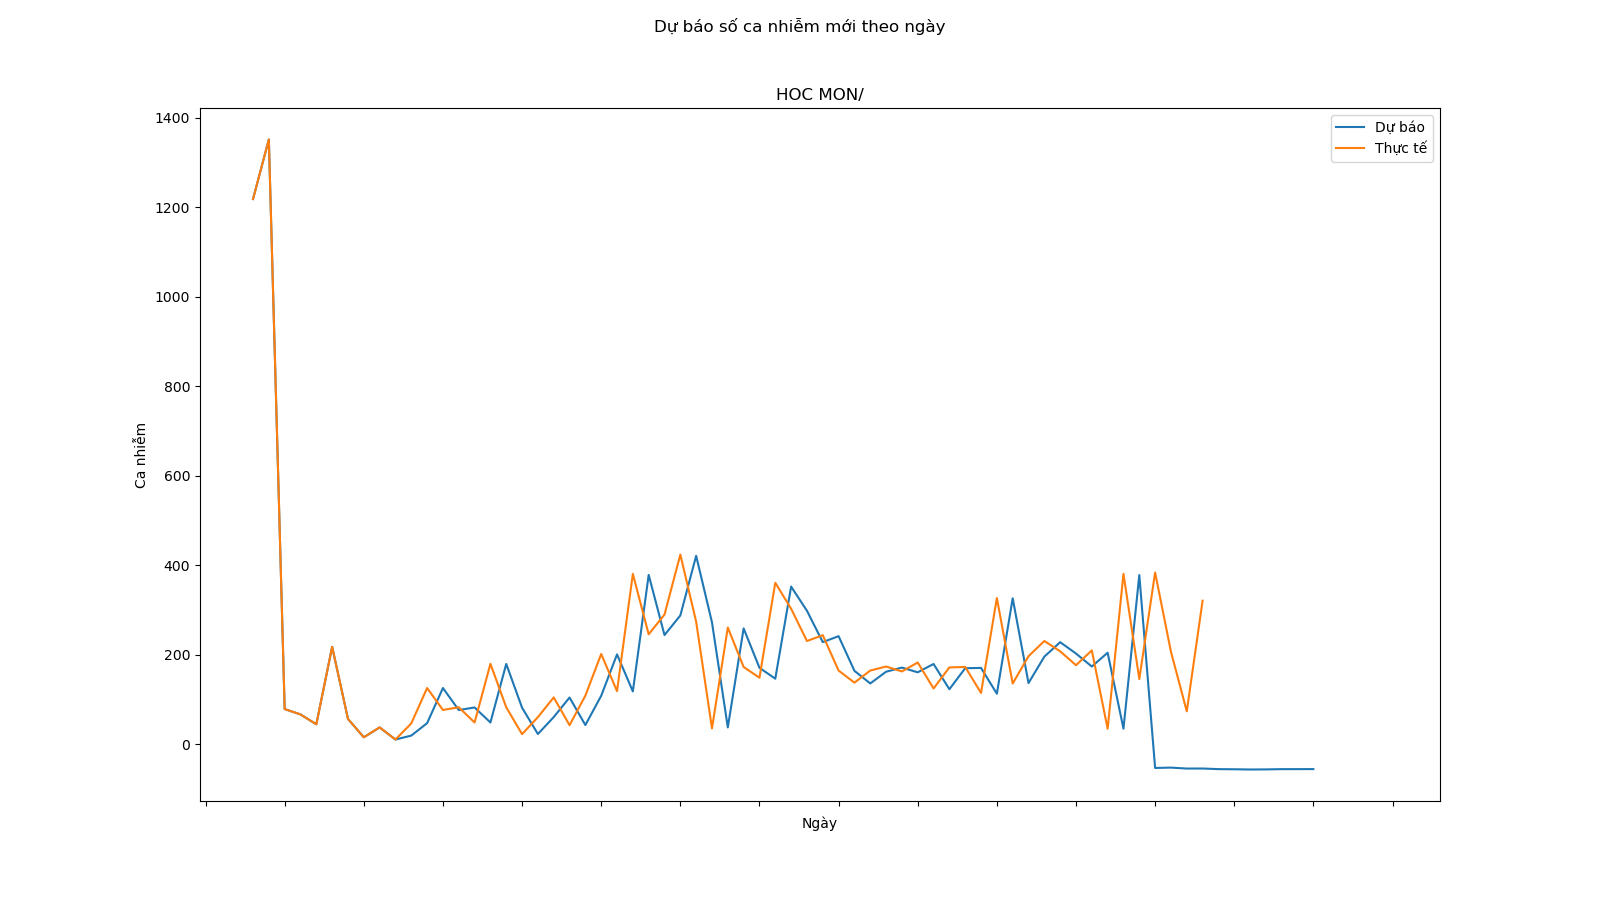 Dự báo số ca nhiễm mới theo ngày
HOC MON/
1400
1200
1000
800
600
400
200
0
Ca nhiễm
Dự báo
Thực tế
Ngày